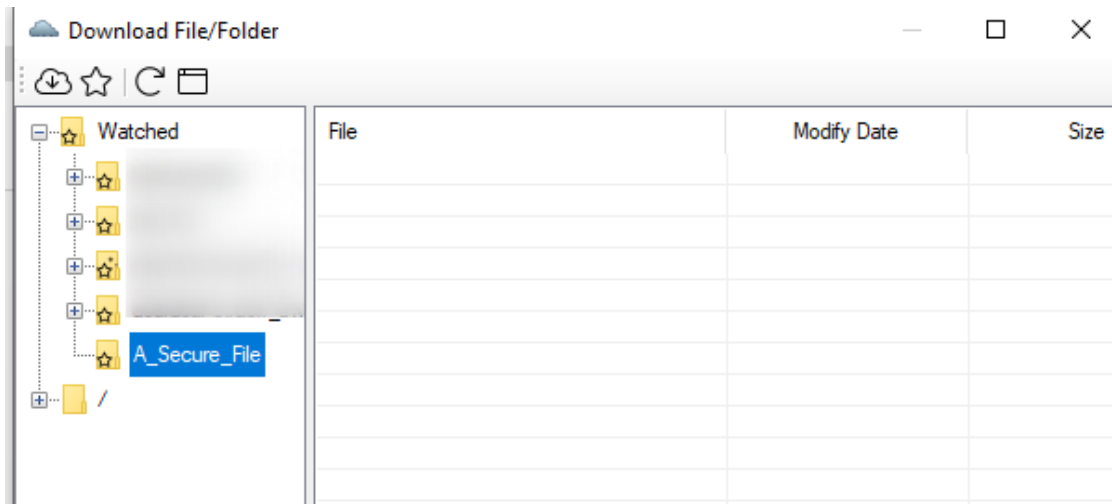 Download File/Folder
Watched
File Modify Date Size
A_Secure_File
/